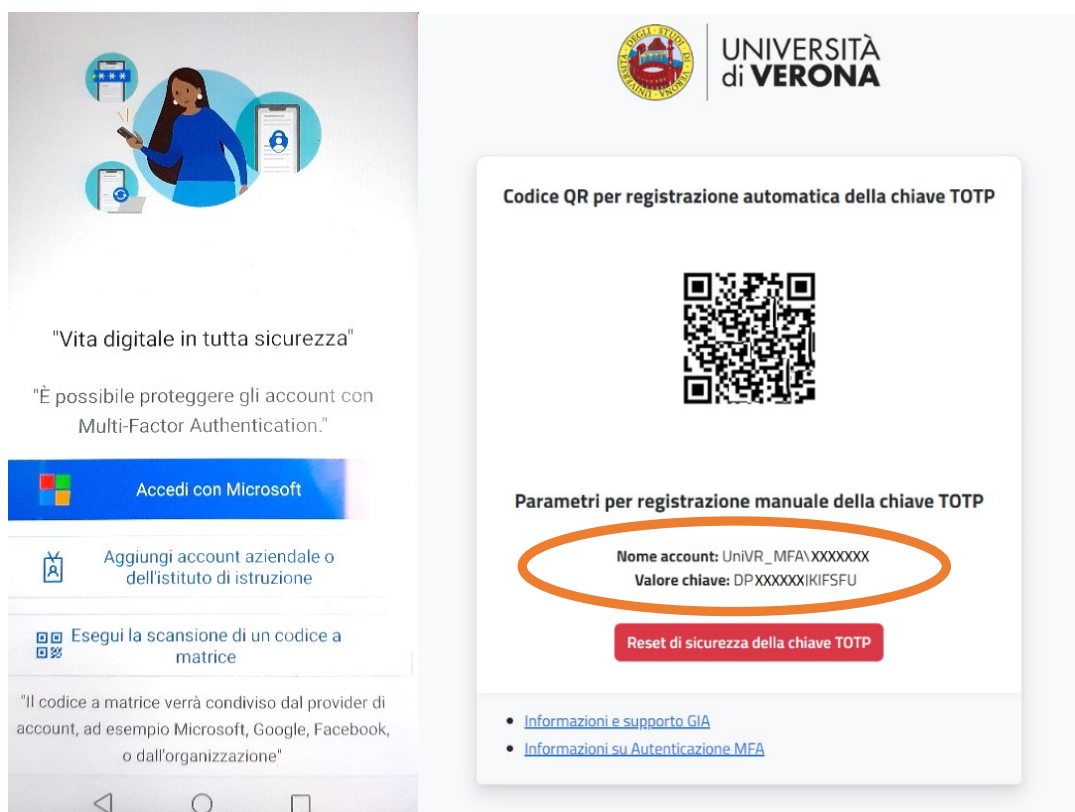 * * *
"Vita digitale in tutta sicurezza"
"È possibile proteggere gli account con
Multi-Factor Authentication."
Accedi con Microsoft
Aggiungi account aziendale o
dell'istituto di istruzione
Esegui la scansione di un codice a
matrice
"Il codice a matrice verrà condiviso dal provider di
account, ad esempio Microsoft, Google, Facebook,
o dall'organizzazione"
UNIVERSITÀ
di VERONA
Codice QR per registrazione automatica della chiave TOTP
Parametri per registrazione manuale della chiave TOTP
Nome account: UniVR_MFA\XXXXXXX
Valore chiave: DPXXXXXXIKIFSFU
Reset di sicurezza della chiave TOTP
Informazioni e supporto GIA
Informazioni su Autenticazione MFA